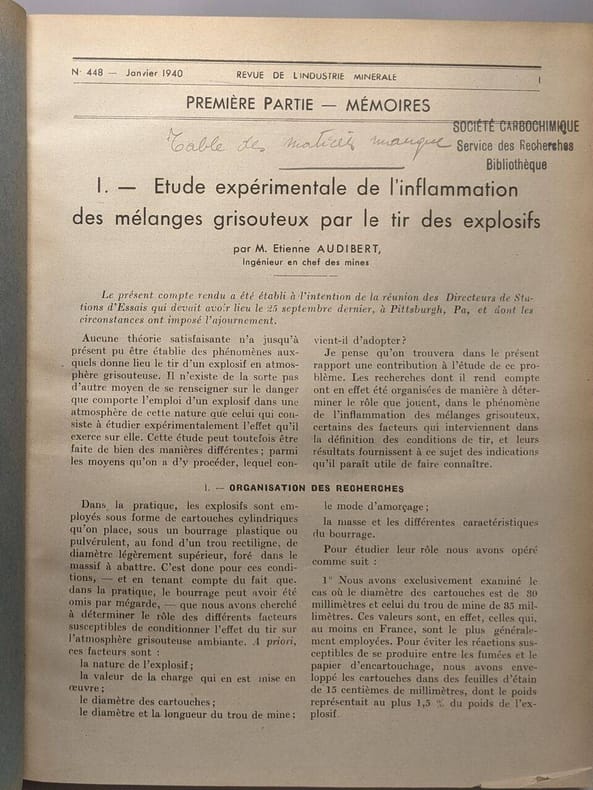 N° 448 — Janvier 1940
REVUE DE L'INDUSTRIE MINERALE
1
PREMIÈRE PARTIE — MÉMOIRES
Table des matières manque
SOCIÉTÉ CARBOCHIMIQUE
Service des Recherches
Bibliothèque
I. — Etude expérimentale de l'inflammation
des mélanges grisouteux par le tir des explosifs
par M. Etienne AUDIBERT,
Ingénieur en chef des mines
Le présent compte rendu a été établi à l'intention de la réunion des Directeurs de Sta-
tions d'Essais qui devait avoir lieu le 25 septembre dernier, à Pittsburgh, Pa, et dont les
circonstances ont imposé l'ajournement.
Aucune théorie satisfaisante n'a jusqu'à
présent pu être établie des phénomènes aux-
quels donne lieu le tir d'un explosif en atmos-
phère grisouteuse. Il n'existe de la sorte pas
d'autre moyen de se renseigner sur le danger
que comporte l'emploi d'un explosif dans une
atmosphère de cette nature que celui qui con-
siste à étudier expérimentalement l'effet qu'il
exerce sur elle. Cette étude peut toutefois être
faite de bien des manières différentes ; parmi
les moyens qu'on a d'y procéder, lequel con-
vient-il d'adopter ?
Je pense qu'on trouvera dans le présent
rapport une contribution à l'étude de ce pro-
blème. Les recherches dont il rend compte
ont en effet été organisées de manière à déter-
miner le rôle que jouent, dans le phénomène
de l'inflammation des mélanges grisouteux,
certains des facteurs qui interviennent dans
la définition des conditions de tir, et leurs
résultats fournissent à ce sujet des indications
qu'il paraît utile de faire connaître.
I. — ORGANISATION DES RECHERCHES
Dans la pratique, les explosifs sont em-
ployés sous forme de cartouches cylindriques
qu'on place, sous un bourrage plastique ou
pulvérulent, au fond d'un trou rectiligne, de
diamètre légèrement supérieur, foré dans le
massif à abattre. C'est donc pour ces condi-
tions, — et en tenant compte du fait que.
dans la pratique, le bourrage peut avoir été
omis par mégarde, — que nous avons cherché
à déterminer le rôle des différents facteurs
susceptibles de conditionner l'effet du tir sur
l'atmosphère grisouteuse ambiante. A priori,
ces facteurs sont :
la nature de l'explosif ;
la valeur de la charge qui en est mise en
œuvre ;
le diamètre des cartouches ;
le diamètre et la longueur du trou de mine ;
le mode d'amorçage ;
la masse et les différentes caractéristiques
du bourrage.
Pour étudier leur rôle nous avons opéré
comme suit :
1° Nous avons exclusivement examiné le
cas où le diamètre des cartouches est de 30
millimètres et celui du trou de mine de 35 mil-
limètres. Ces valeurs sont, en effet, celles qui,
au moins en France, sont le plus générale-
ment employées. Pour éviter les réactions sus-
ceptibles de se produire entre les fumées et le
papier d'encartouchage, nous avons enve-
loppé les cartouches dans des feuilles d'étain
de 15 centièmes de millimètres, dont le poids
représentait au plus 1,5 % du poids de l'ex-
plosif.